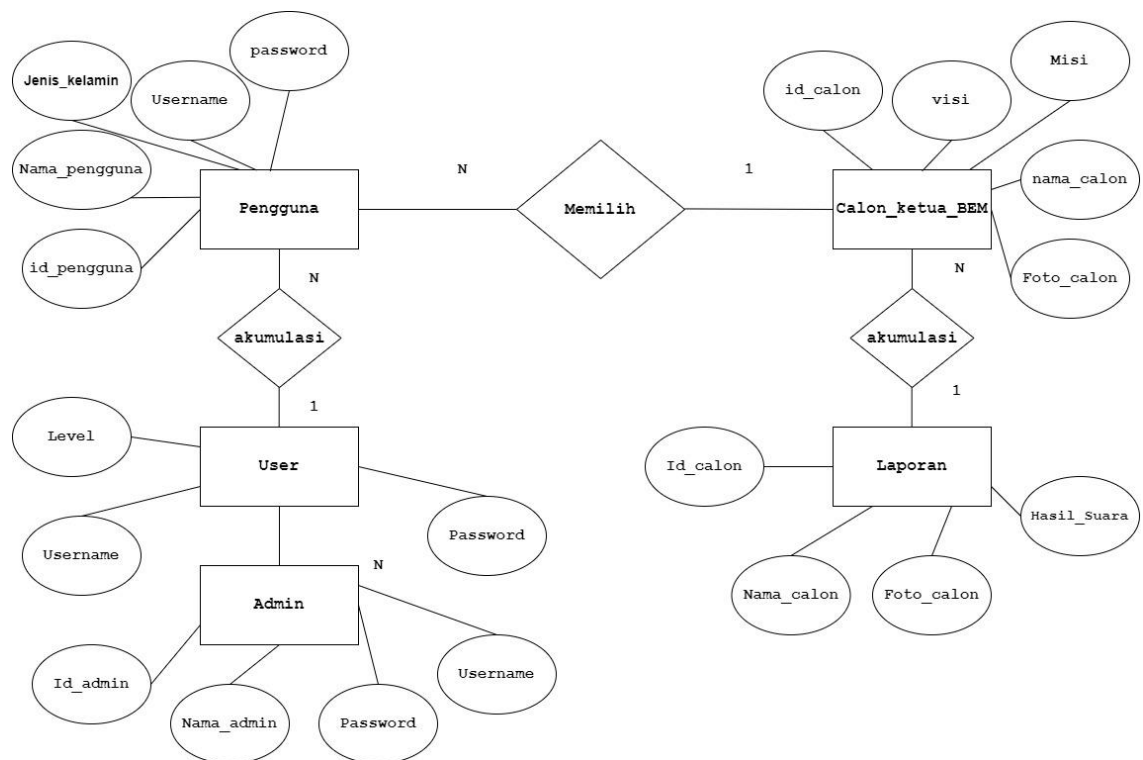 password
Jenis_kelamin
Username
Nama_pengguna
id_pengguna
Pengguna
N
Memilih
1
id_calon
visi
Misi
nama_calon
Foto_calon
Calon_ketua_BEM
N
akumulasi
1
N
akumulasi
1
Level
User
Username
Password
N
Admin
Id_admin
Nama_admin
Password
Username
Id_calon
Laporan
Hasil_Suara
Nama_calon
Foto_calon